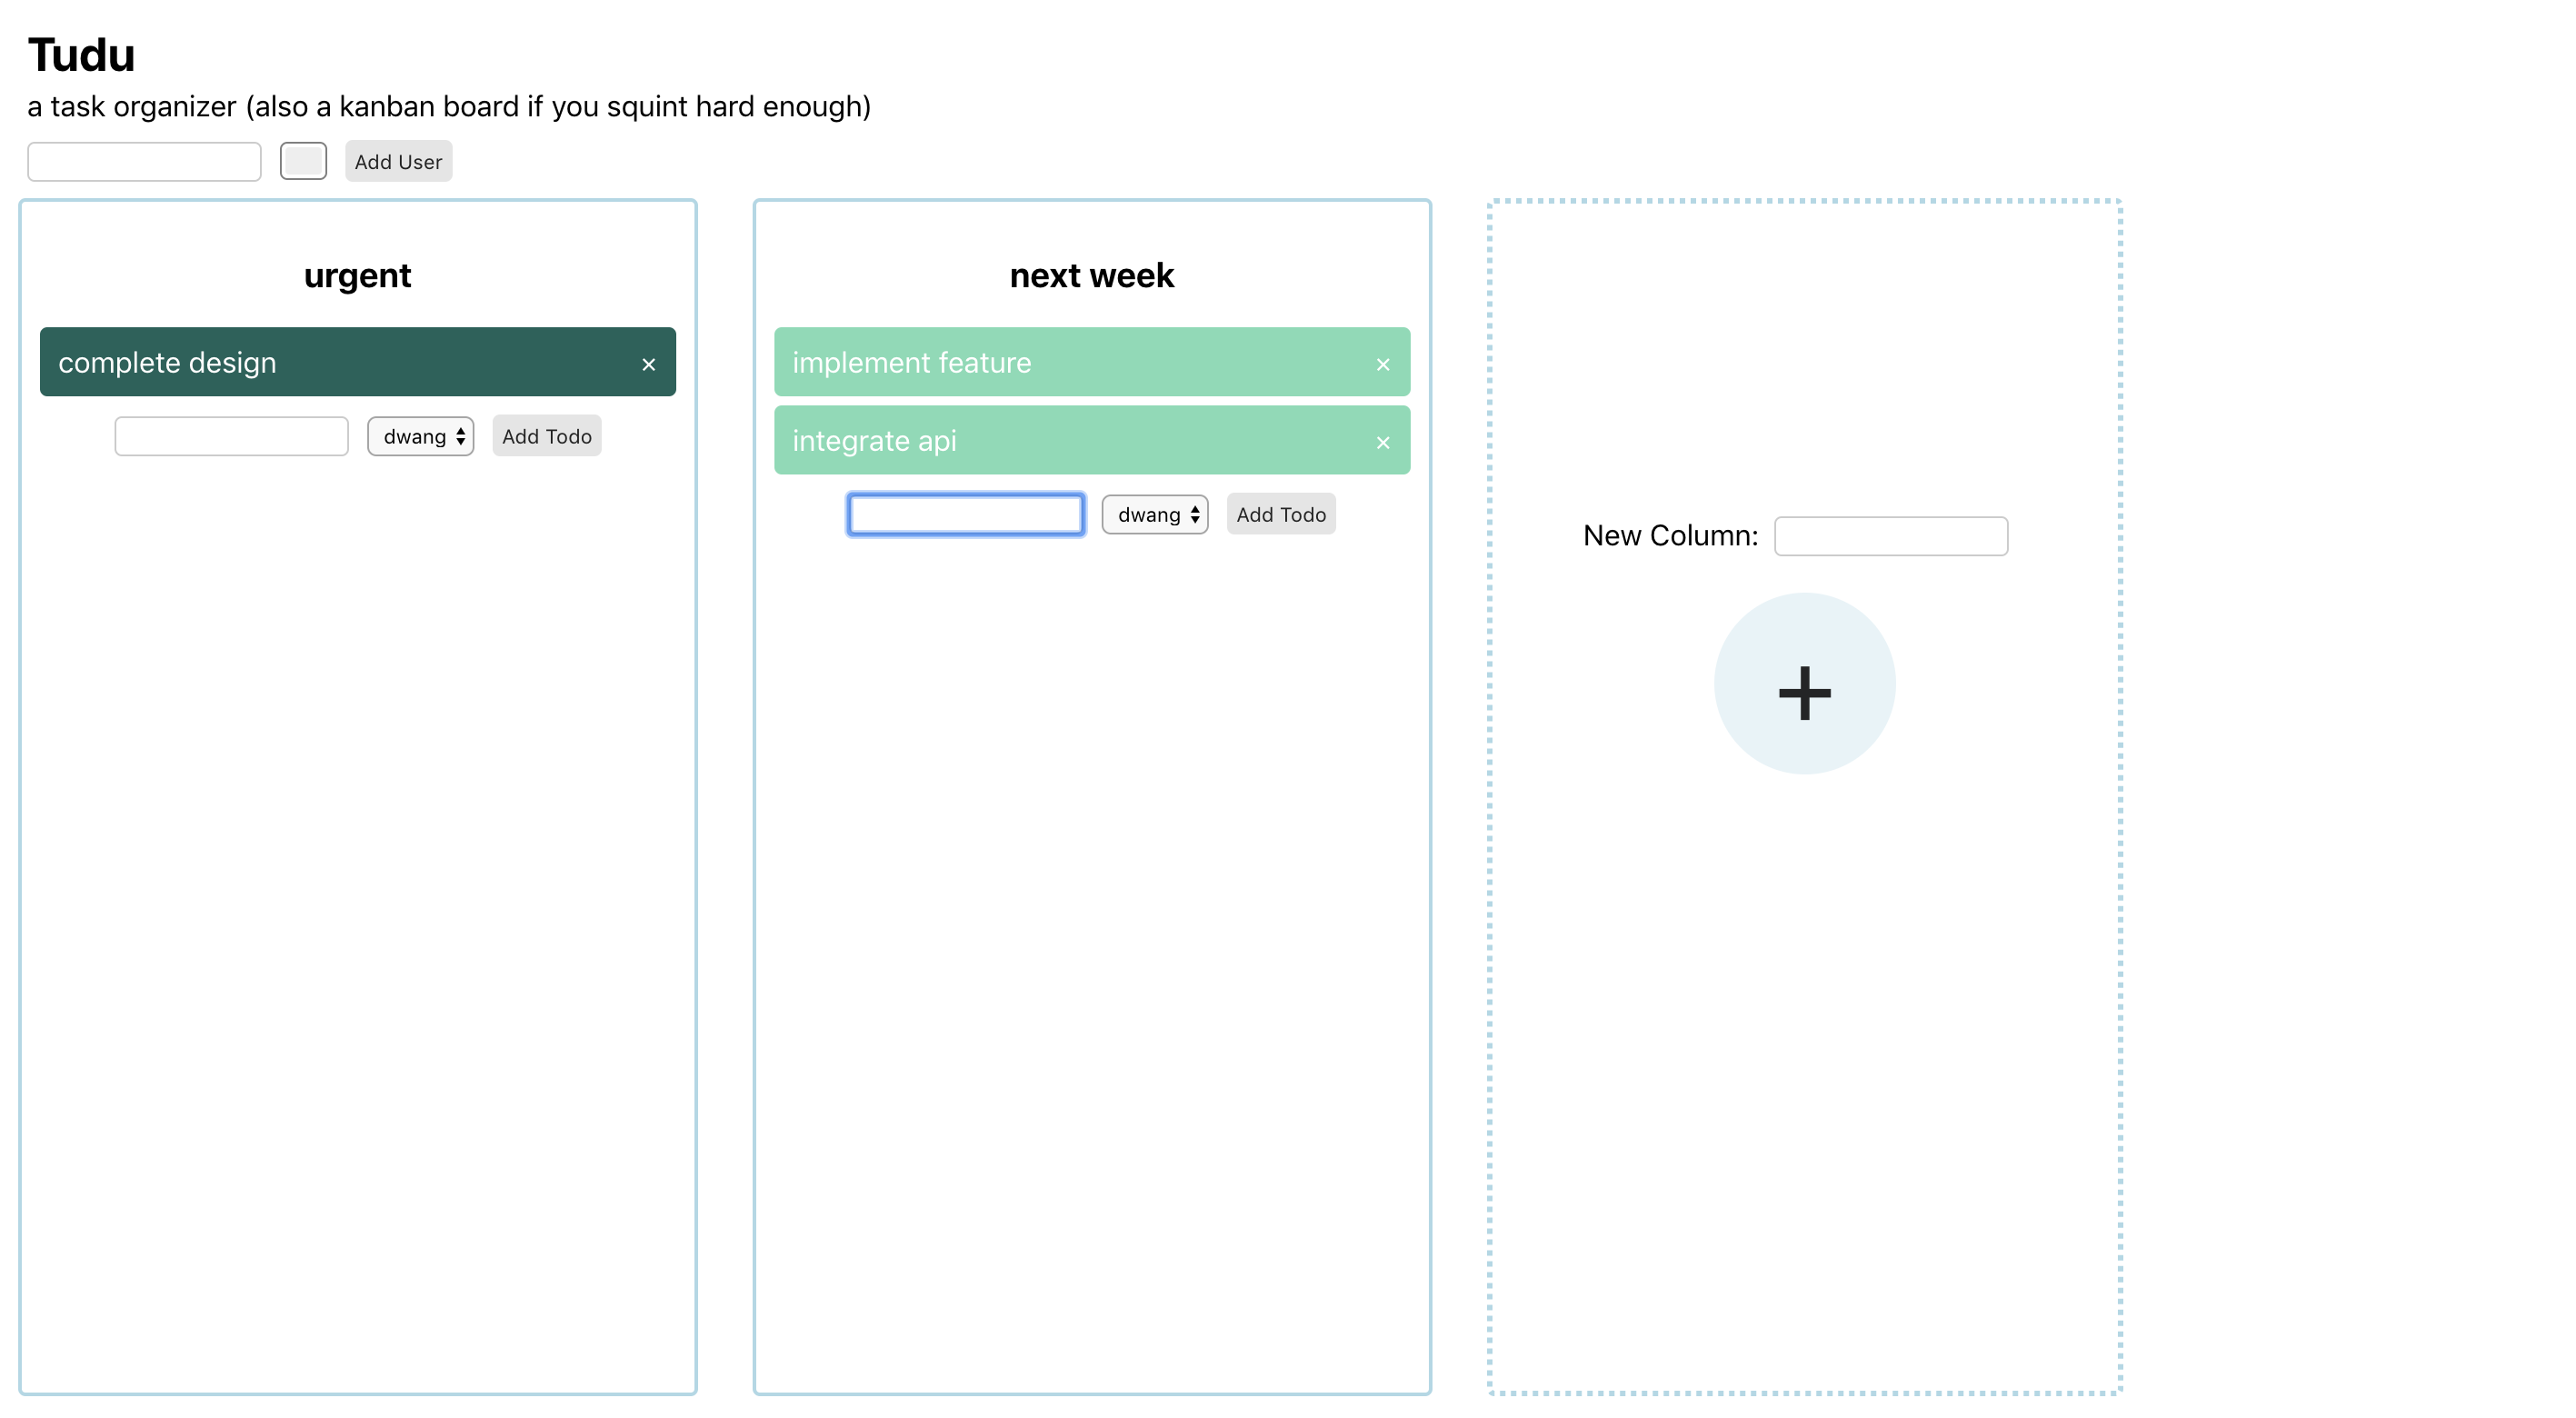 Tudu
a task organizer (also a kanban board if you squint hard enough)
Add User
urgent
complete design ×
dwang Add Todo
next week
implement feature ×
integrate api ×
dwang Add Todo
New Column:
+